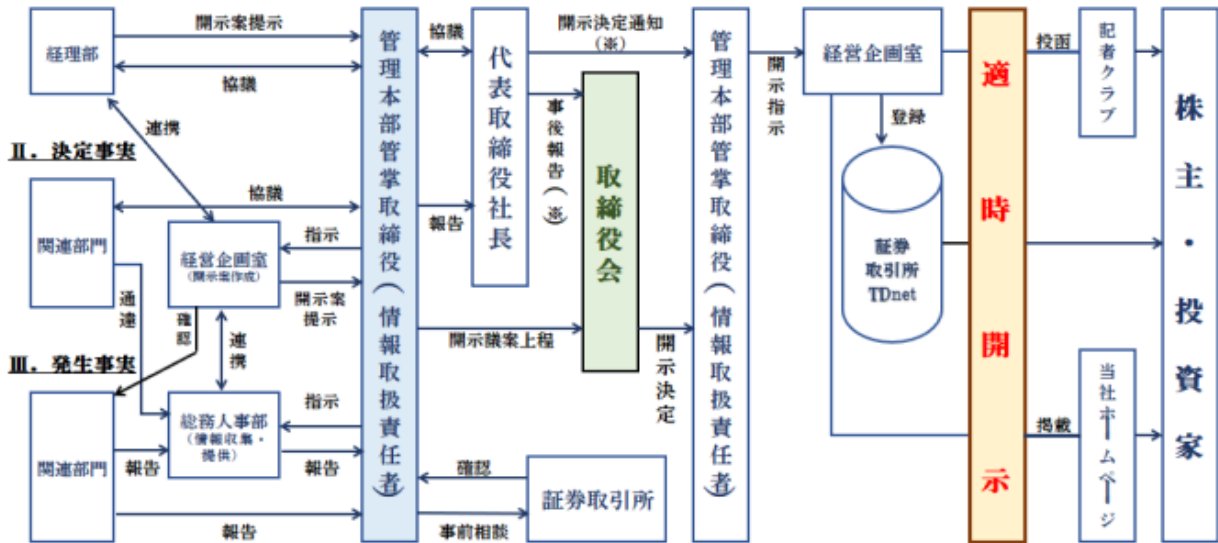 経理部
開示案提示
協議
連携
Ⅱ. 決定事実
関連部門
協議
経営企画室
(開示案作成)
指示
開示案
提示
通達
確認
連携
Ⅲ. 発生事実
関連部門
報告
総務人事部
(情報収集・
提供)
指示
報告
報告
管理本部管掌取締役(情報取扱責任者)
協議
報告
代表取締役社長
開示決定通知
(※)
事後報告(※)
取締役会
開示議案上程
開示決定
確認
事前相談
証券取引所
管理本部管掌取締役(情報取扱責任者)
開示指示
経営企画室
登録
証券
取引所
TDnet
適時開示
投函
記者クラブ
掲載
当社ホームページ
株主・投資家